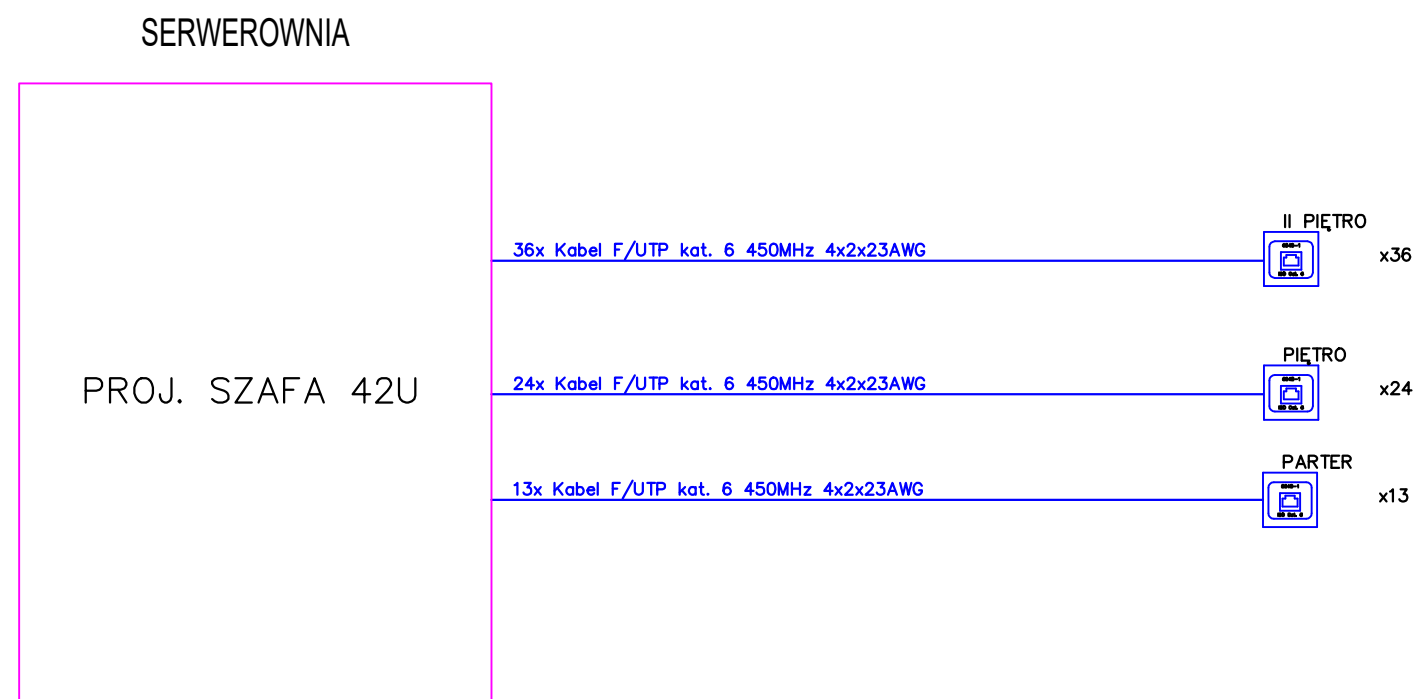 SERWEROWNIA
II PIĘTRO
36x Kabel F/UTP kat. 6 450MHz 4x2x23AWG
x36
PROJ. SZAFA 42U
PIĘTRO
24x Kabel F/UTP kat. 6 450MHz 4x2x23AWG
x24
PARTER
13x Kabel F/UTP kat. 6 450MHz 4x2x23AWG
x13